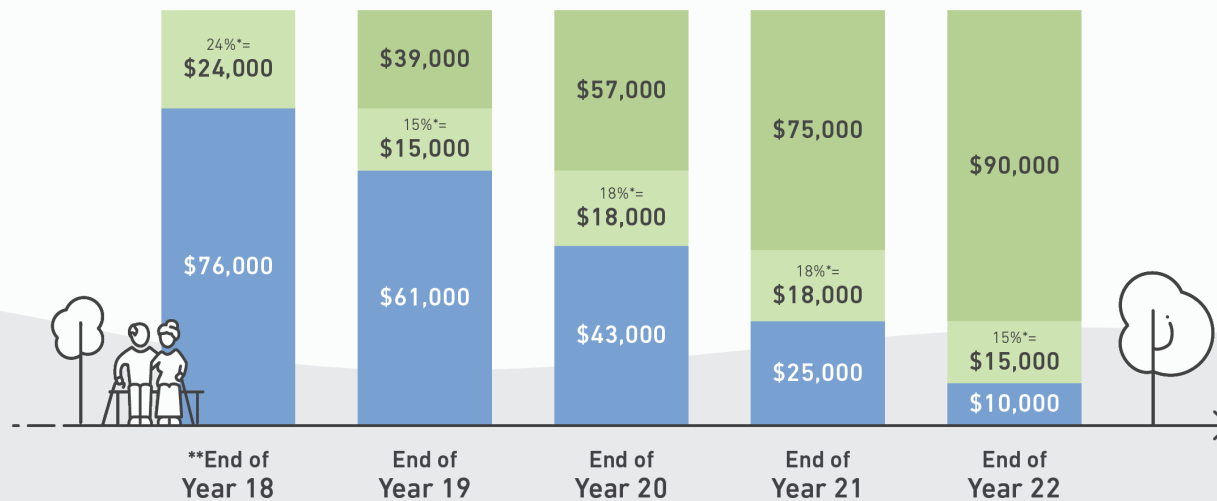 24%*=
$24,000
$76,000
**End of
Year 18
$39,000
15%*=
$15,000
$61,000
End of
Year 19
$57,000
18%*=
$18,000
$43,000
End of
Year 20
$75,000
18%*=
$18,000
$25,000
End of
Year 21
$90,000
15%*=
$15,000
$10,000
End of
Year 22